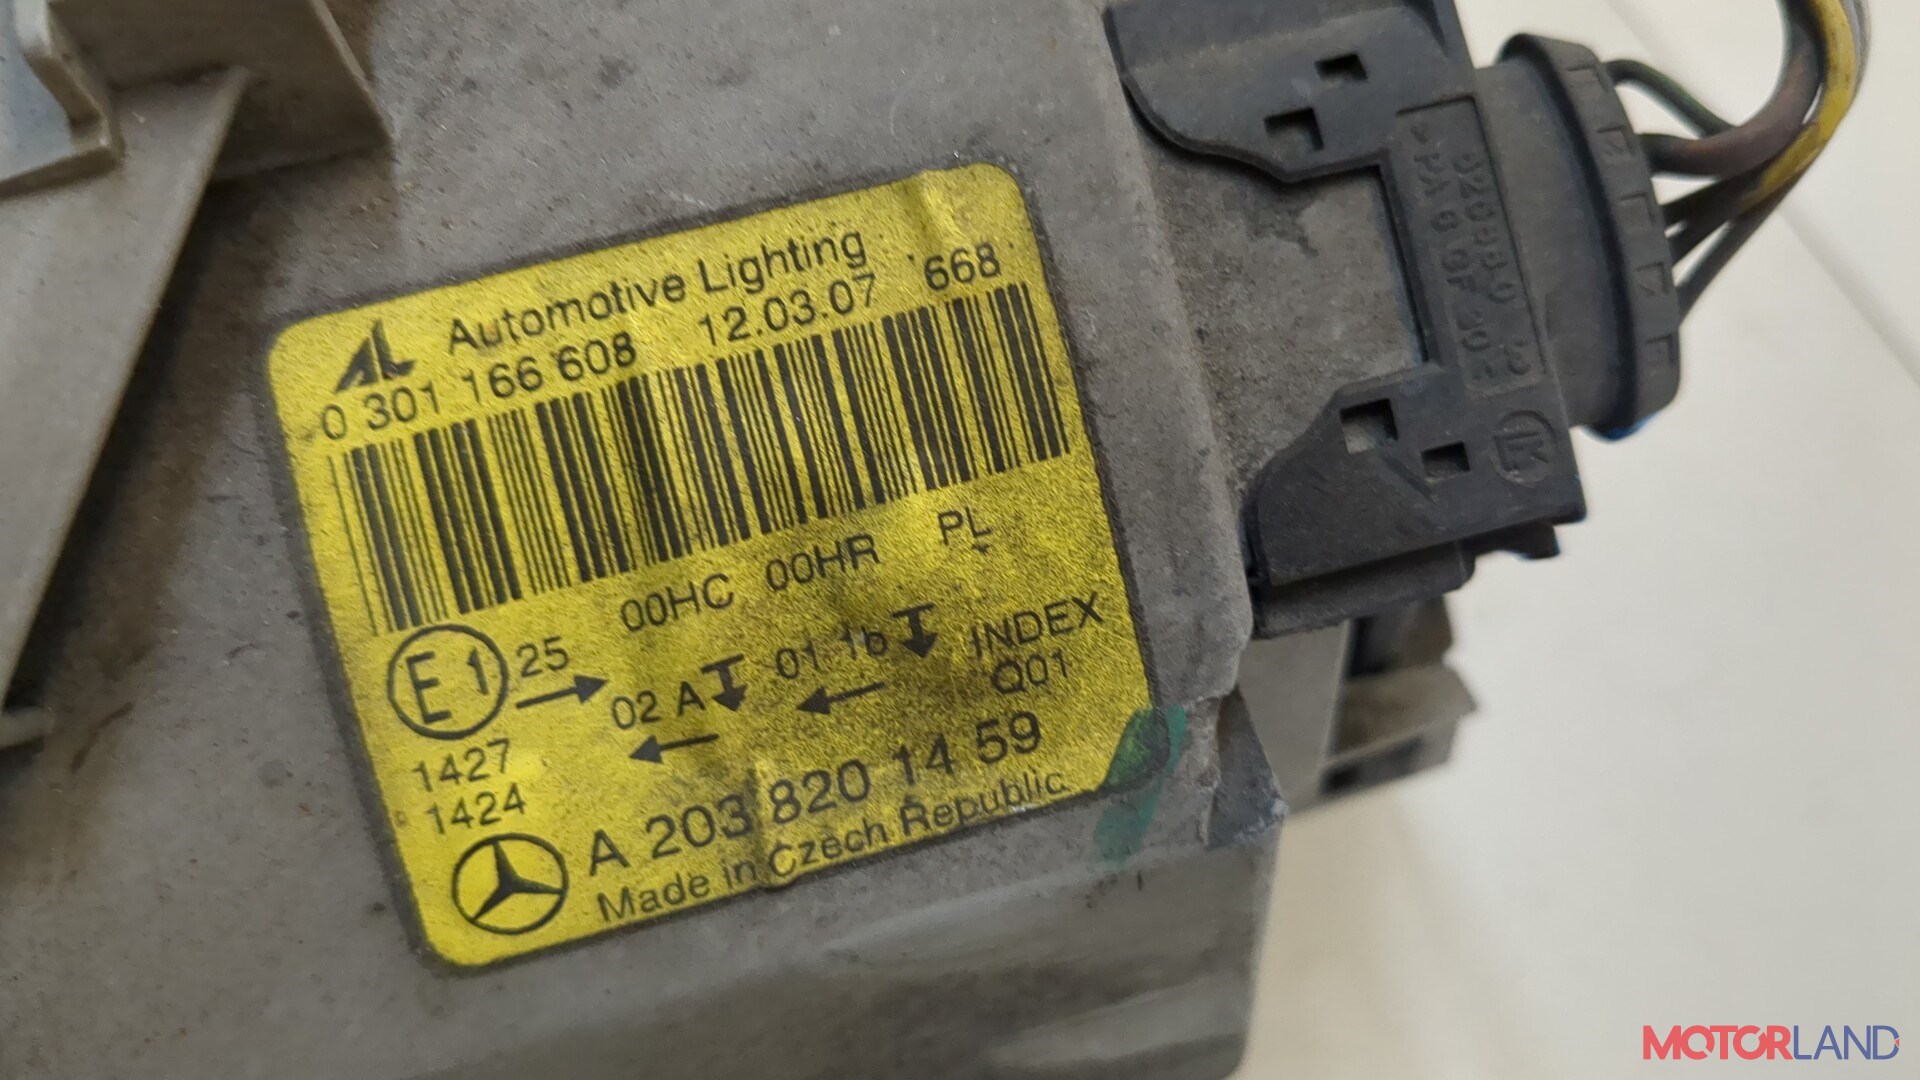 AL Automotive Lighting
0 301 166 608 12.03.07 668
00HC 00HR PL
E1 25 02 A 01 1b INDEX
Q01
1427
1424
A 203 820 14 59
Made in Czech Republic
MOTORLAND